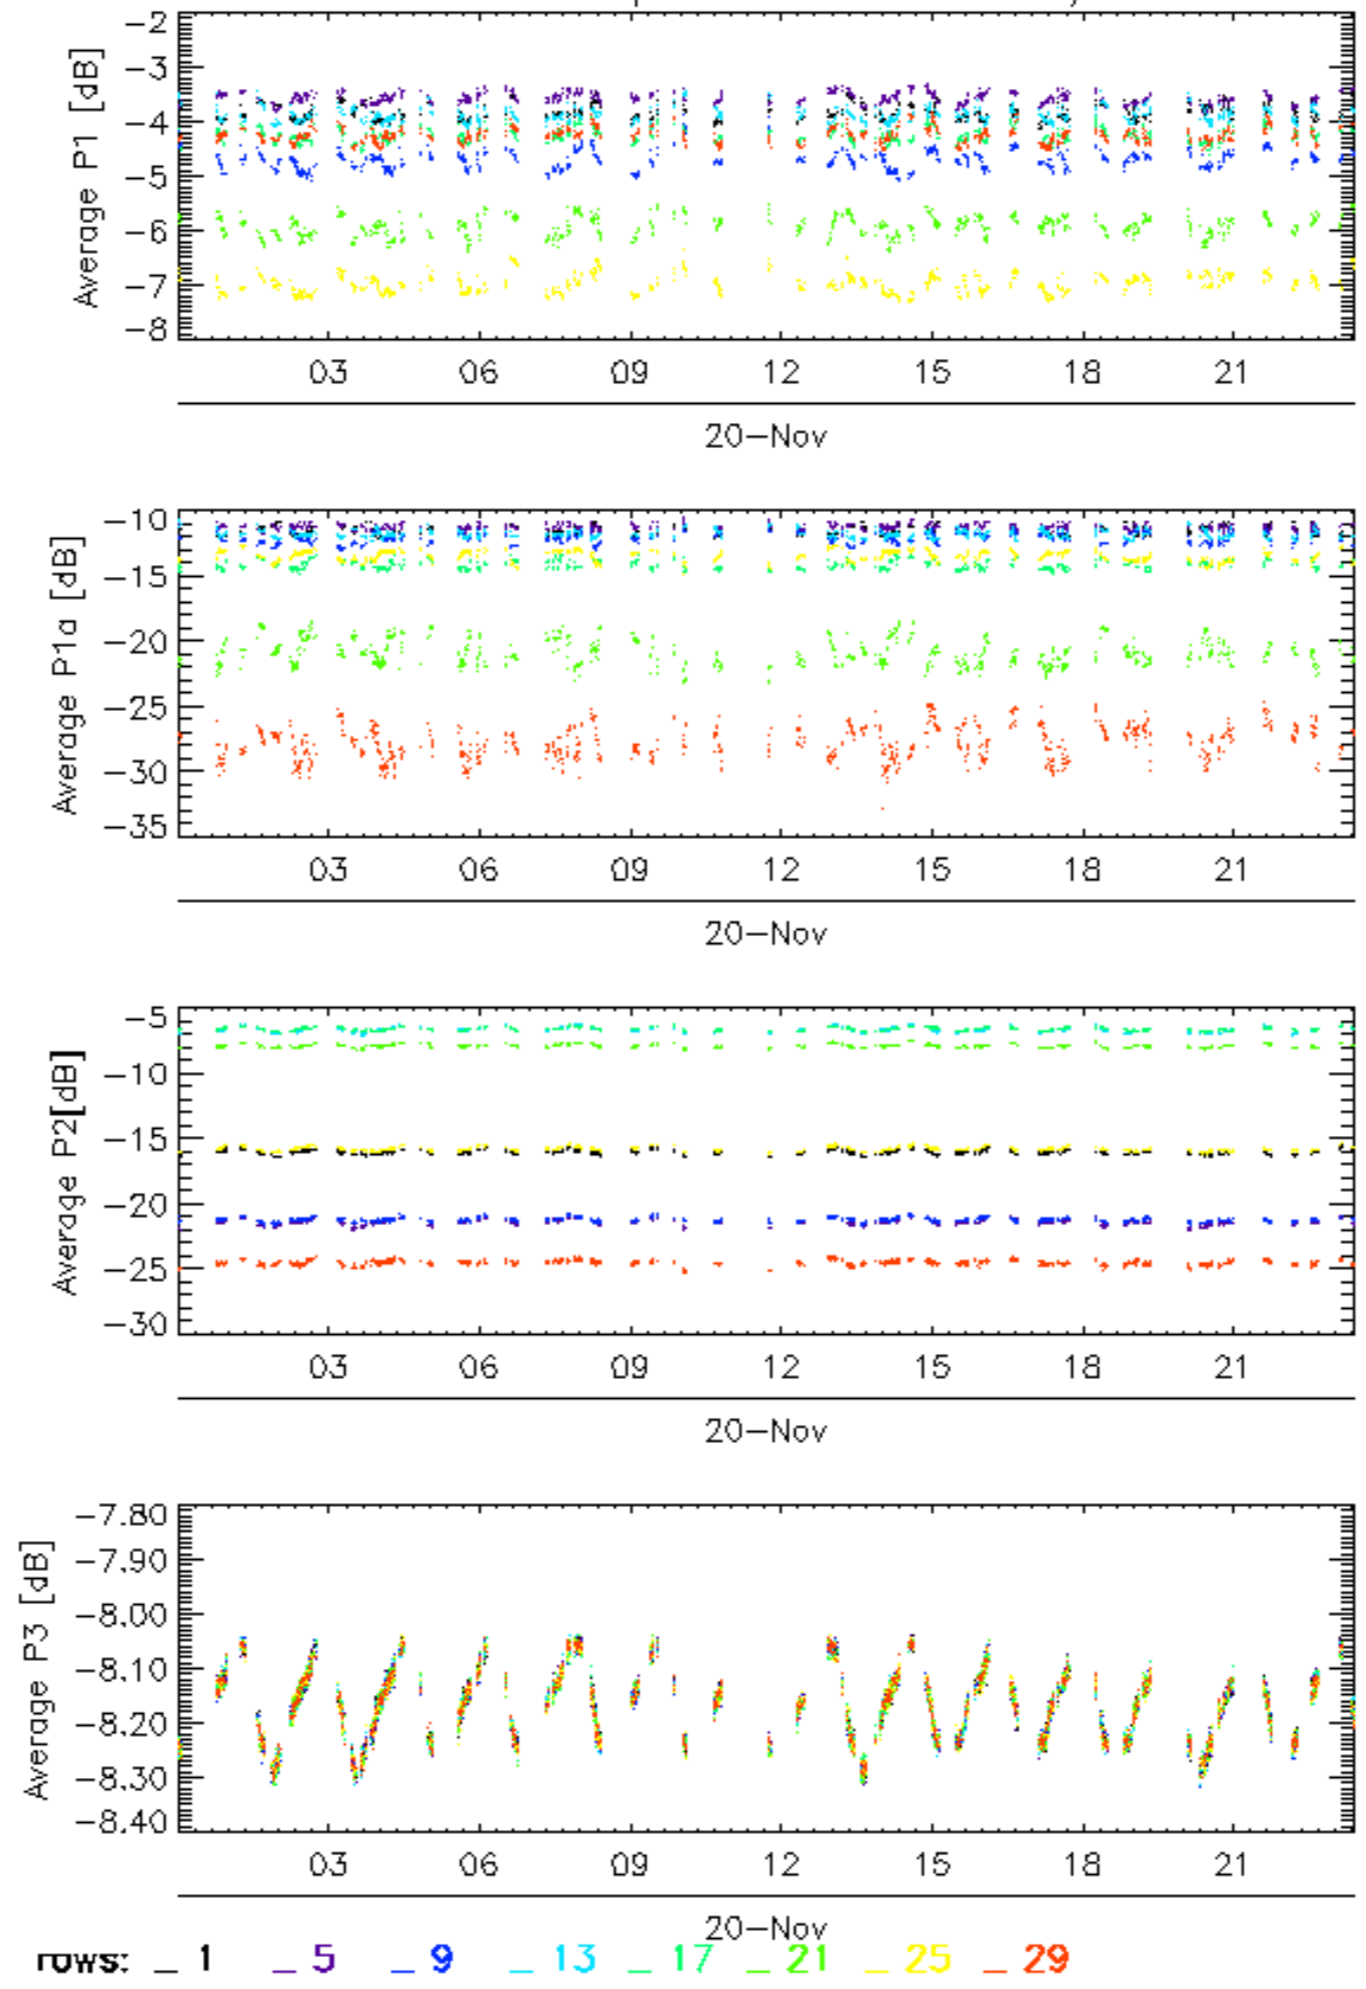 Average P1 [dB]
-2
-3
-4
-5
-6
-7
-8
03 06 09 12 15 18 21
20-Nov
Average P1a [dB]
-10
-15
-20
-25
-30
-35
03 06 09 12 15 18 21
20-Nov
Average P2[dB]
-5
-10
-15
-20
-25
-30
03 06 09 12 15 18 21
20-Nov
Average P3 [dB]
-7.80
-7.90
-8.00
-8.10
-8.20
-8.30
-8.40
03 06 09 12 15 18 21
20-Nov
rows: _ 1 _ 5 _ 9 _ 13 _ 17 _ 21 _ 25 _ 29